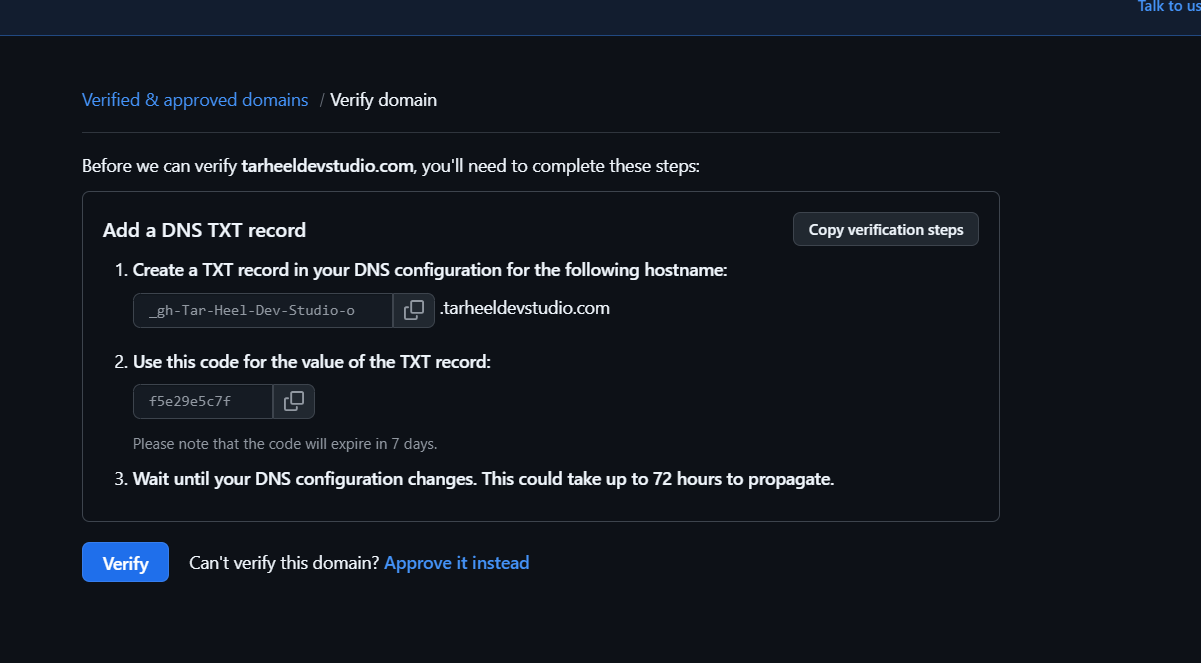 Talk to us
Verified & approved domains / Verify domain
Before we can verify tarheeldevstudio.com, you'll need to complete these steps:
Add a DNS TXT record
Copy verification steps
1. Create a TXT record in your DNS configuration for the following hostname:
_gh-Tar-Heel-Dev-Studio-o .tarheeldevstudio.com
2. Use this code for the value of the TXT record:
f5e29e5c7f
Please note that the code will expire in 7 days.
3. Wait until your DNS configuration changes. This could take up to 72 hours to propagate.
Verify Can't verify this domain? Approve it instead